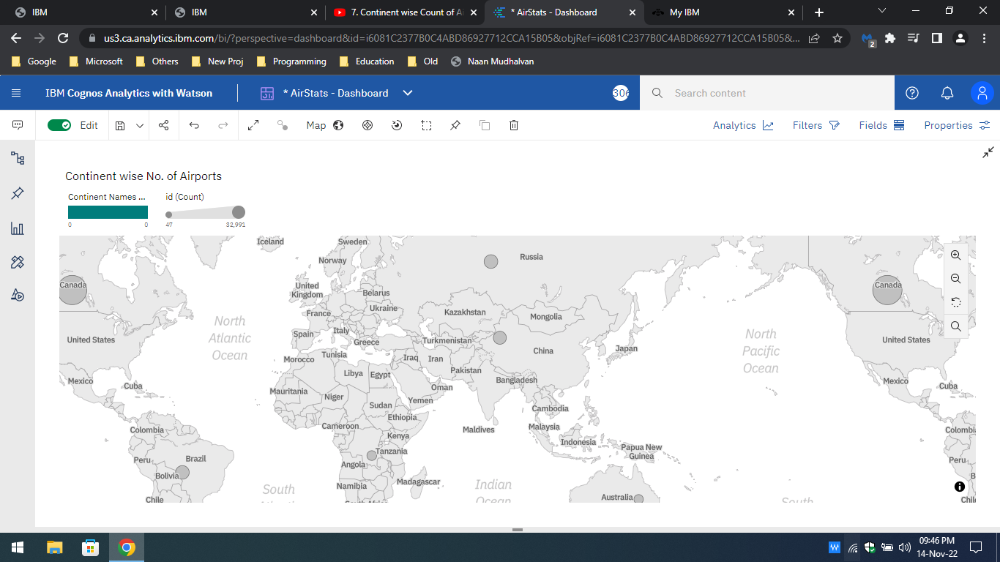 IBM
IBM
7. Continent wise Count of Ai
* AirStats - Dashboard
My IBM
us3.ca.analytics.ibm.com/bi/?perspective=dashboard&id=i6081C2377B0C4ABD86927712CCA15B05&objRef=i6081C2377B0C4ABD86927712CCA15B05&...
2
Google
Microsoft
Others
New Proj
Programming
Education
Old
Naan Mudhalvan
IBM Cognos Analytics with Watson
* AirStats - Dashboard
306
Search content
Edit
Map
Analytics
Filters
Fields
Properties
Continent wise No. of Airports
Continent Names ...
id (Count)
0 0
47 32,991
Iceland
Sweden
Norway
Russia
Canada
United
Kingdom
Belarus
Canada
France
Ukraine
Kazakhstan
Mongolia
North
Atlantic
Ocean
Spain
Italy
Greece
Turkmenistan
China
Japan
North
Pacific
Ocean
United States
United States
Morocco
Tunisia
Iraq
Iran
Pakistan
Mexico
Cuba
Libya
Egypt
Bangladesh
Mexico
Cuba
Mauritania
Niger
Oman
Sudan
Yemen
Cambodia
Colombia
Cameroon
Ethiopia
Kenya
Maldives
Malaysia
Colombi
Indonesia
Papua New
Guinea
Peru
Brazil
Tanzania
Angola
Peru
Bolivia
B
Namibia
Madagascar
South
Atlantic
Indian
Ocean
Australia
South
Chile
South Africa
Chil
09:46 PM
14-Nov-22